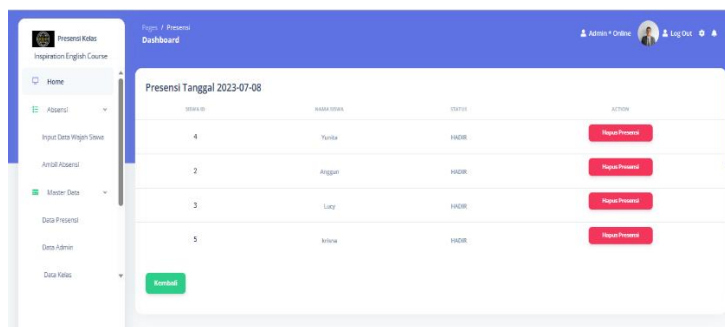 Presensi Kelas
Inspiration English Course
Home
Absensi
Input Data Wajah Siswa
Ambil Absensi
Master Data
Data Presensi
Data Admin
Data Kelas
Pages / Presensi
Dashboard
Admin * Online
Log Out
Presensi Tanggal 2023-07-08
SISWA ID NAMA SISWA STATUS ACTION
4 Yunita HADIR Hapus Presensi
2 Anggun HADIR Hapus Presensi
3 Lucy HADIR Hapus Presensi
5 HADIR Hapus Presensi
Kembali